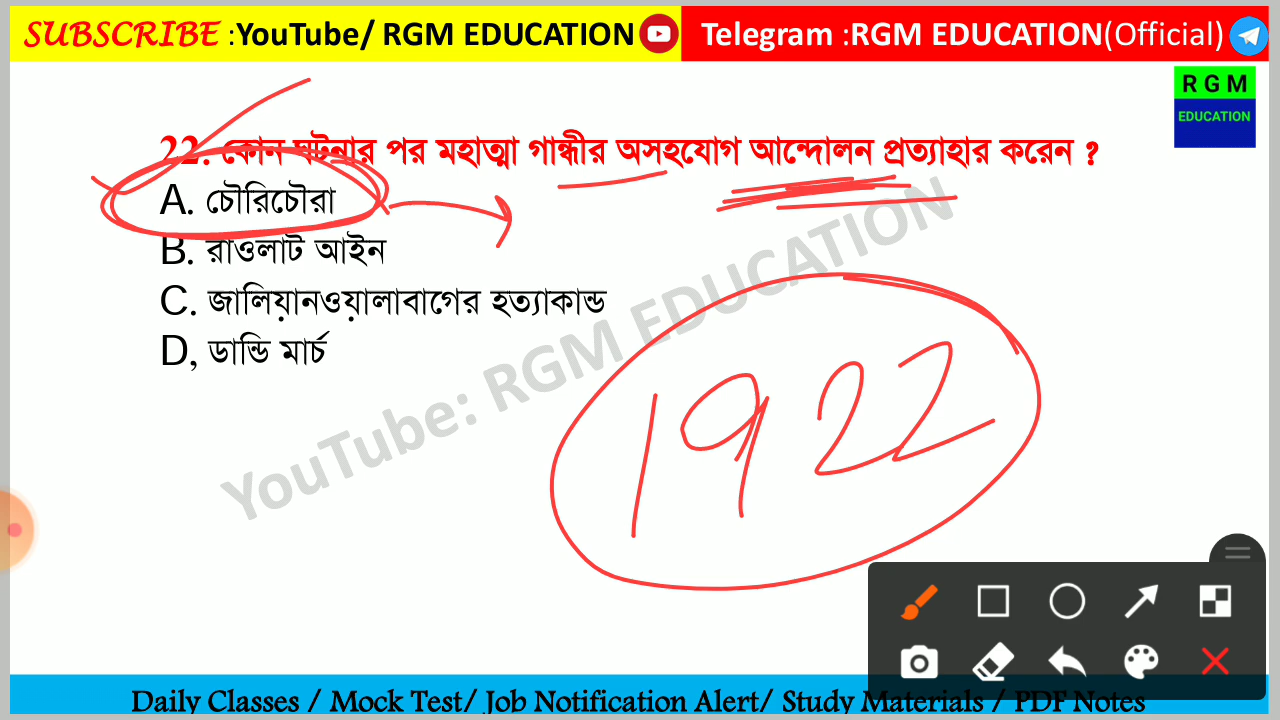 SUBSCRIBE :YouTube/ RGM EDUCATION
Telegram :RGM EDUCATION(Official)
R G M
EDUCATION
22. কোন ঘটনার পর মহাত্মা গান্ধীর অসহযোগ আন্দোলন প্রত্যাহার করেন ?
A. চৌরিচৌরা
B. রাওলাট আইন
C. জালিয়ানওয়ালাবাগের হত্যাকান্ড
D, ডান্ডি মার্চ
YouTube: RGM EDUCATION
1922
Daily Classes / Mock Test/ Job Notification Alert/ Study Materials / PDF Notes